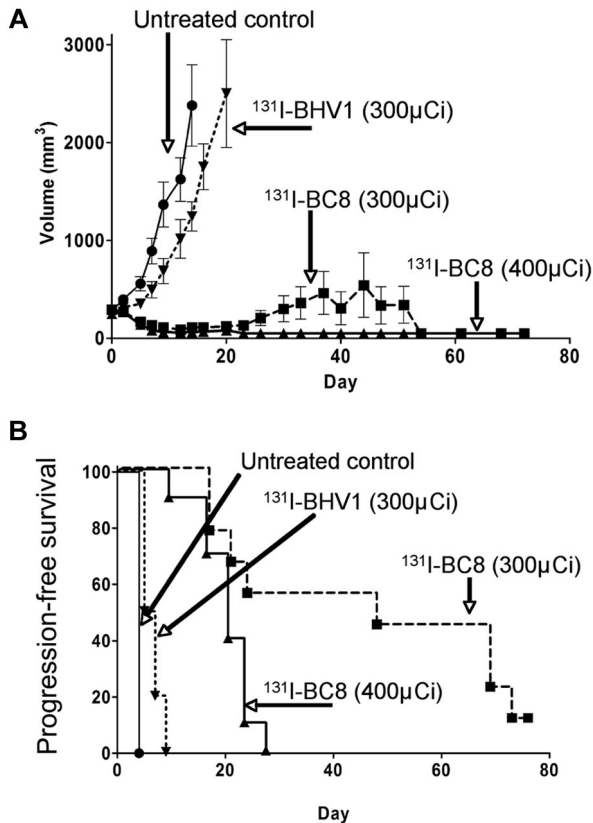 A
Untreated control
3000
¹³¹I-BHV1 (300µCi)
2000
Volume (mm³)
¹³¹I-BC8 (300µCi)
1000
¹³¹I-BC8 (400µCi)
0
0 20 40 60 80
Day
B
Untreated control
100
¹³¹I-BHV1 (300µCi)
80
¹³¹I-BC8 (300µCi)
60
Progression-free survival
40
¹³¹I-BC8 (400µCi)
20
0
0 20 40 60 80
Day